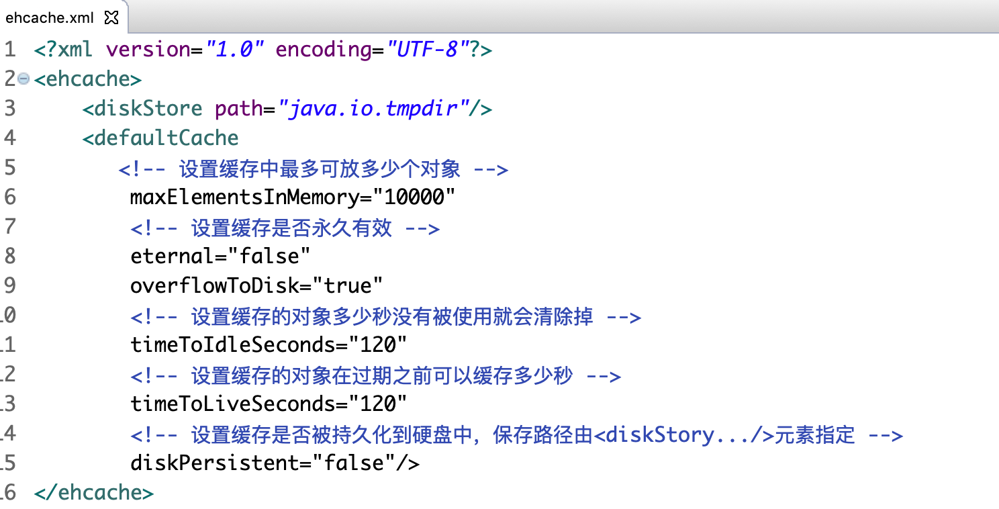 ehcache.xml
1 <?xml version="1.0" encoding="UTF-8"?>
2 <ehcache>
3 <diskStore path="java.io.tmpdir"/>
4 <defaultCache
5 <!-- 设置缓存中最多可放多少个对象 -->
6 maxElementsInMemory="10000"
7 <!-- 设置缓存是否永久有效 -->
8 eternal="false"
9 overflowToDisk="true"
10 <!-- 设置缓存的对象多少秒没有被使用就会清除掉 -->
11 timeToIdleSeconds="120"
12 <!-- 设置缓存的对象在过期之前可以缓存多少秒 -->
13 timeToLiveSeconds="120"
14 <!-- 设置缓存是否被持久化到硬盘中，保存路径由<diskStory.../>元素指定 -->
15 diskPersistent="false"/>
16 </ehcache>